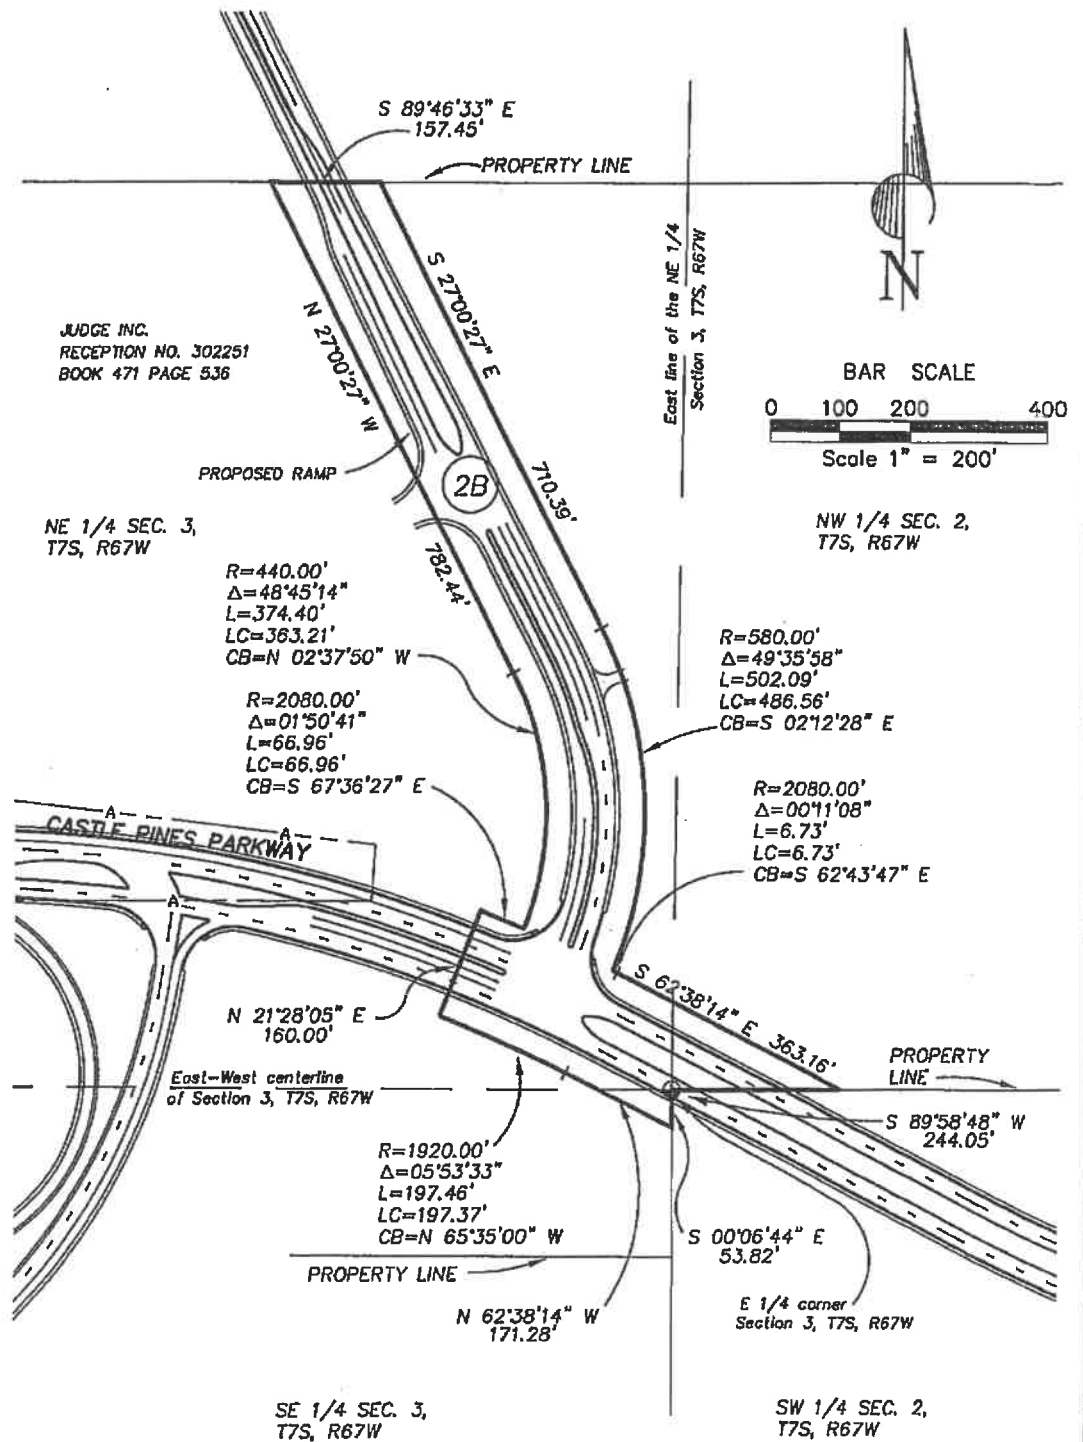 S 89°46'33" E
157.45'
PROPERTY LINE
East line of the NE 1/4
Section 3, T7S, R67W
N
S 27°00'27" E
710.39'
N 27°00'27" W
782.44'
JUDGE INC.
RECEPTION NO. 302251
BOOK 471 PAGE 536
BAR SCALE
0 100 200 400
Scale 1" = 200'
PROPOSED RAMP
2B
NE 1/4 SEC. 3,
T7S, R67W
NW 1/4 SEC. 2,
T7S, R67W
R=440.00'
Δ=48°45'14"
L=374.40'
LC=363.21'
CB=N 02°37'50" W
R=580.00'
Δ=49°35'58"
L=502.09'
LC=486.56'
CB=S 02°12'28" E
R=2080.00'
Δ=01°50'41"
L=66.96'
LC=66.96'
CB=S 67°36'27" E
R=2080.00'
Δ=00°11'08"
L=6.73'
LC=6.73'
CB=S 62°43'47" E
A
A
A
CASTLE PINES PARKWAY
N 21°28'05" E
160.00'
S 62°38'14" E 363.16'
PROPERTY
LINE
East-West centerline
of Section 3, T7S, R67W
S 89°58'48" W
244.05'
R=1920.00'
Δ=05°53'33"
L=197.46'
LC=197.37'
CB=N 65°35'00" W
S 00°06'44" E
53.82'
PROPERTY LINE
N 62°38'14" W
171.28'
E 1/4 corner
Section 3, T7S, R67W
SE 1/4 SEC. 3,
T7S, R67W
SW 1/4 SEC. 2,
T7S, R67W